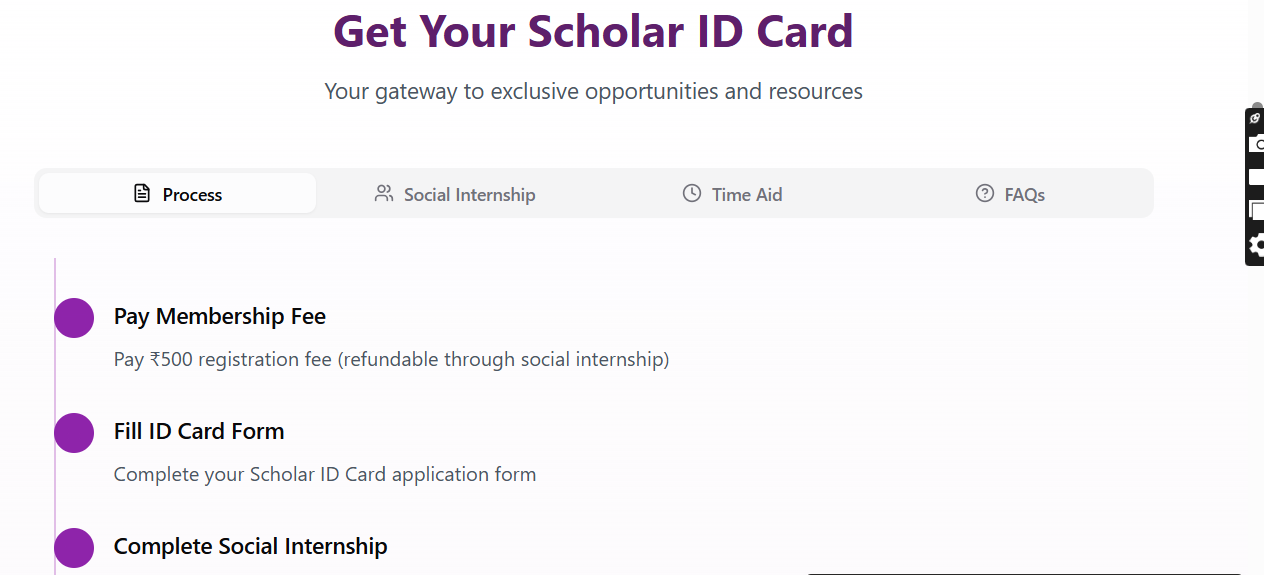 Get Your Scholar ID Card
Your gateway to exclusive opportunities and resources
Process
Social Internship
Time Aid
FAQs
Pay Membership Fee
Pay ₹500 registration fee (refundable through social internship)
Fill ID Card Form
Complete your Scholar ID Card application form
Complete Social Internship